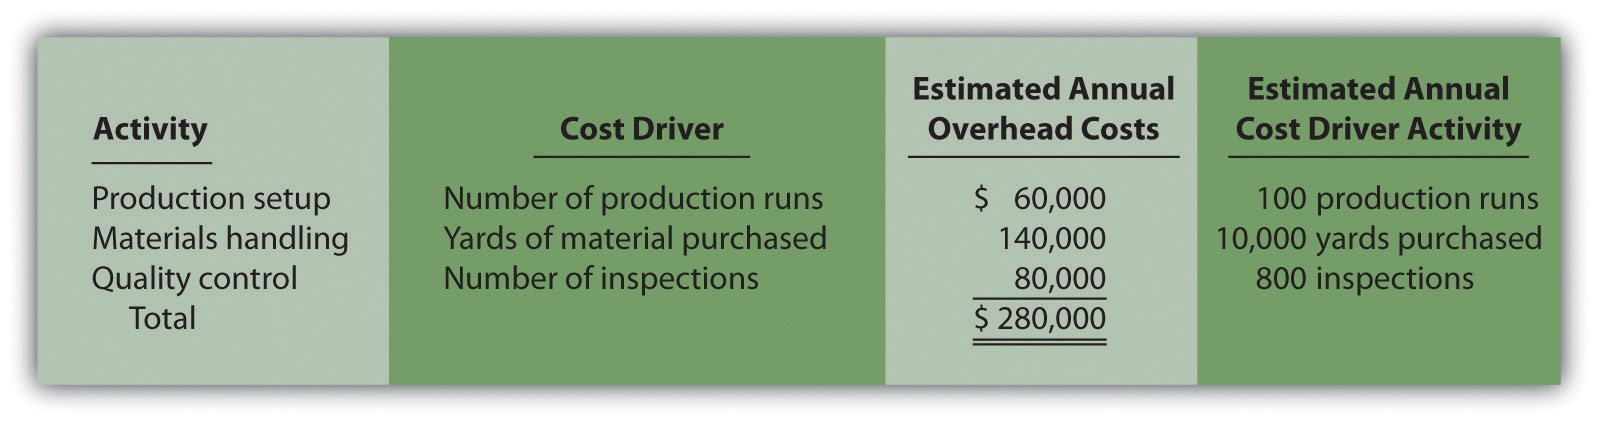 Activity Cost Driver Estimated Annual Overhead Costs Estimated Annual Cost Driver Activity
Production setup Number of production runs $ 60,000 100 production runs
Materials handling Yards of material purchased 140,000 10,000 yards purchased
Quality control Number of inspections 80,000 800 inspections
Total $ 280,000